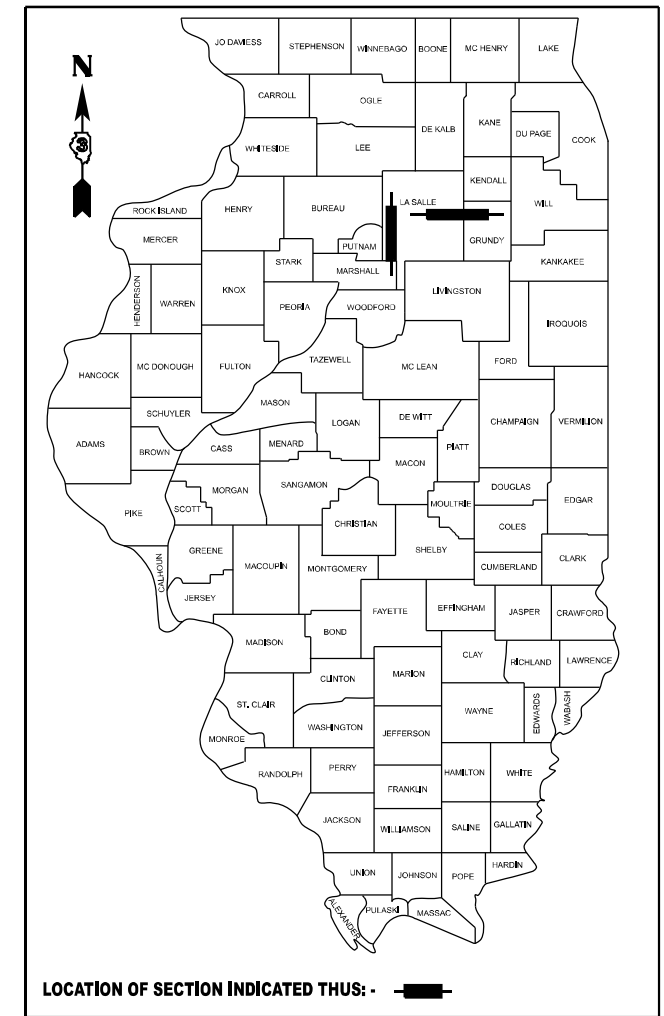 JO DAVIESS STEPHENSON WINNEBAGO BOONE MC HENRY LAKE
N
CARROLL OGLE DE KALB KANE DU PAGE COOK
3
WHITESIDE LEE
KENDALL
ROCK ISLAND HENRY BUREAU LA SALLE WILL
MERCER PUTNAM GRUNDY
STARK MARSHALL KANKAKEE
HENDERSON WARREN KNOX PEORIA WOODFORD LIVINGSTON IROQUOIS
HANCOCK MC DONOUGH FULTON TAZEWELL MC LEAN FORD
SCHUYLER MASON LOGAN DE WITT CHAMPAIGN VERMILION
ADAMS BROWN CASS MENARD MACON PIATT
PIKE SCOTT MORGAN SANGAMON CHRISTIAN MOULTRIE DOUGLAS EDGAR
COLES
CALHOUN GREENE MACOUPIN MONTGOMERY SHELBY CUMBERLAND CLARK
JERSEY FAYETTE EFFINGHAM JASPER CRAWFORD
MADISON BOND
CLINTON MARION CLAY RICHLAND LAWRENCE
ST. CLAIR WASHINGTON JEFFERSON WAYNE EDWARDS WABASH
MONROE
RANDOLPH PERRY FRANKLIN HAMILTON WHITE
JACKSON WILLIAMSON SALINE GALLATIN
UNION JOHNSON POPE HARDIN
ALEXANDER PULASKI MASSAC
LOCATION OF SECTION INDICATED THUS: -